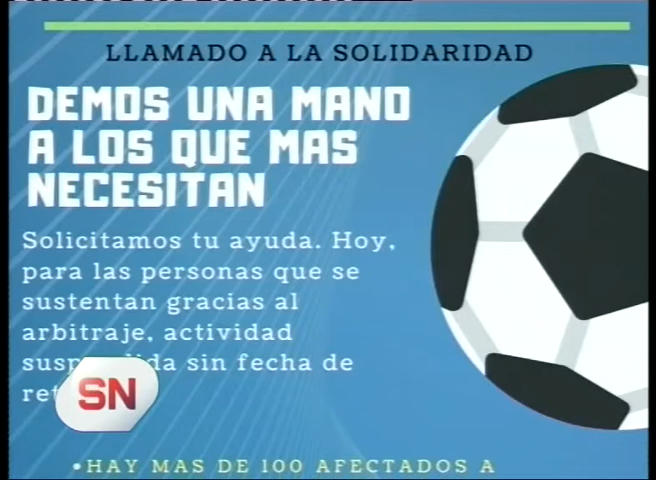 LLAMADO A LA SOLIDARIDAD
DEMOS UNA MANO
A LOS QUE MAS
NECESITAN
Solicitamos tu ayuda. Hoy,
para las personas que se
sustentan gracias al
arbitraje, actividad
sin fecha de
SN
•HAY MAS DE 100 AFECTADOS A